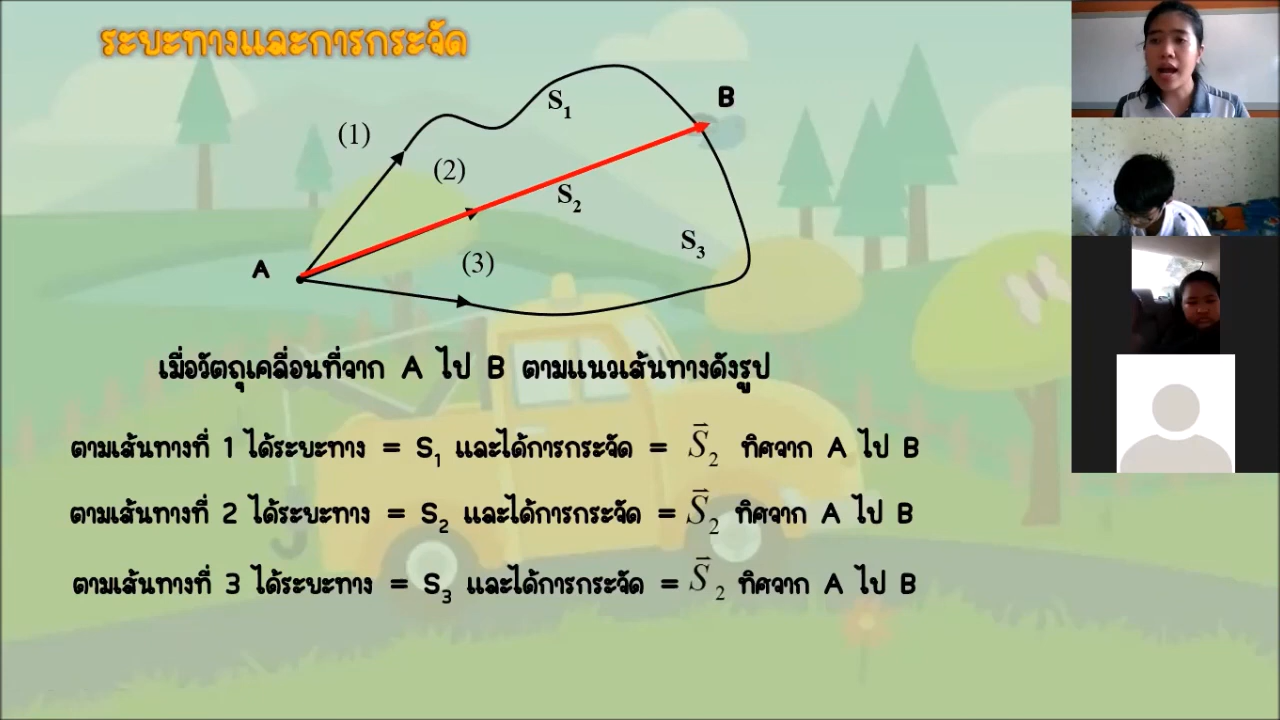 ระยะทางและการกระจัด
S₁
B
(1)
(2)
S₂
S₃
(3)
A
เมื่อวัตถุเคลื่อนที่จาก A ไป B ตามแนวเส้นทางดังรูป
ตามเส้นทางที่ 1 ได้ระยะทาง = S₁ และได้การกระจัด = S⃗₂ ทิศจาก A ไป B
ตามเส้นทางที่ 2 ได้ระยะทาง = S₂ และได้การกระจัด = S⃗₂ ทิศจาก A ไป B
ตามเส้นทางที่ 3 ได้ระยะทาง = S₃ และได้การกระจัด = S⃗₂ ทิศจาก A ไป B